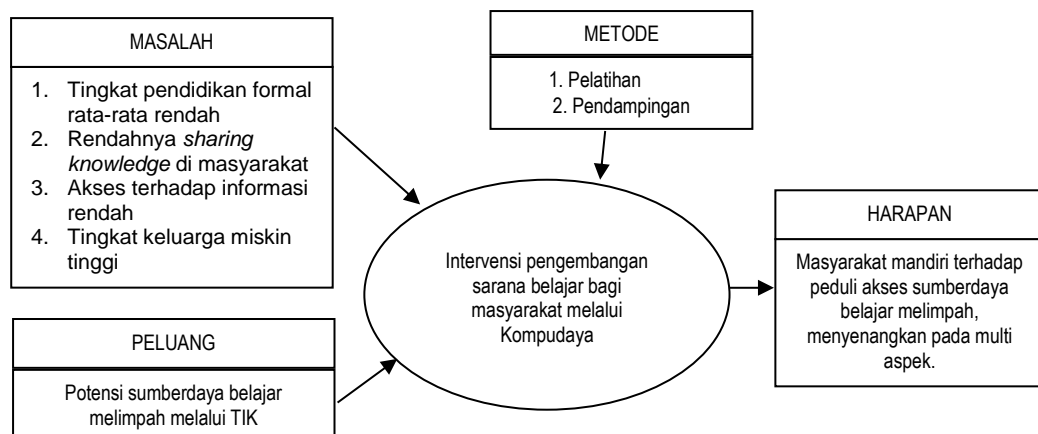 MASALAH
1. Tingkat pendidikan formal
rata-rata rendah
2. Rendahnya sharing
knowledge di masyarakat
3. Akses terhadap informasi
rendah
4. Tingkat keluarga miskin
tinggi
METODE
1. Pelatihan
2. Pendampingan
PELUANG
Potensi sumberdaya belajar
melimpah melalui TIK
Intervensi pengembangan
sarana belajar bagi
masyarakat melalui
Kompudaya
HARAPAN
Masyarakat mandiri terhadap
peduli akses sumberdaya
belajar melimpah,
menyenangkan pada multi
aspek.